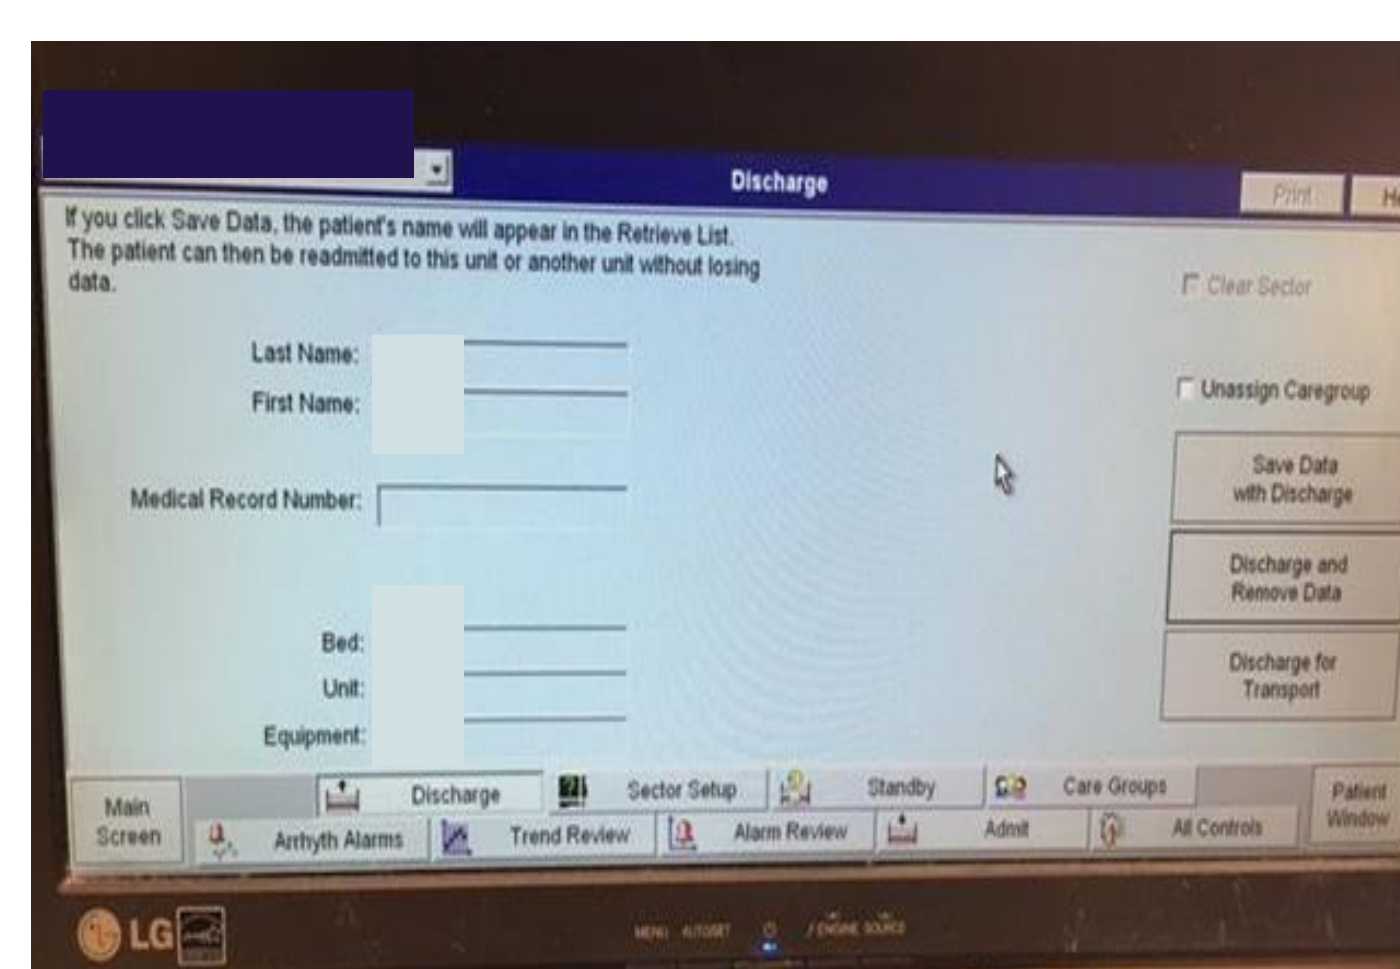 Discharge
Print
If you click Save Data, the patient's name will appear in the Retrieve List.
The patient can then be readmitted to this unit or another unit without losing
data.
Clear Sector
Last Name:
First Name:
Unassign Caregroup
Medical Record Number:
Save Data
with Discharge
Discharge and
Remove Data
Bed:
Unit:
Equipment:
Discharge for
Transport
Main
Screen
Discharge
Sector Setup
Standby
Care Groups
Patient
Window
Arrhyth Alarms
Trend Review
Alarm Review
Admit
All Controls
LG
MENU AUTOSET SOURCE